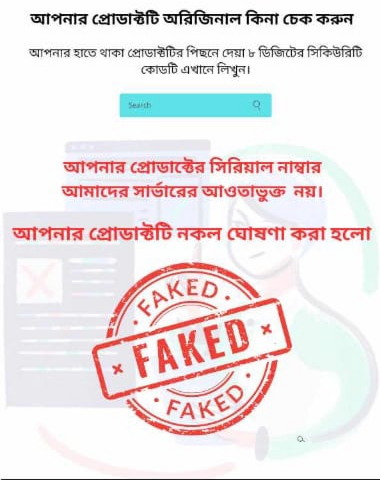 আপনার প্রোডাক্টটি অরিজিনাল কিনা চেক করুন
আপনার হাতে থাকা প্রোডাক্টটির পিছনে দেয়া ৮ ডিজিটের সিকিউরিটি
কোডটি এখানে লিখুন।
Search
আপনার প্রোডাক্টের সিরিয়াল নাম্বার
আমাদের সার্ভারের আওতাভুক্ত নয়।
আপনার প্রোডাক্টটি নকল ঘোষণা করা হলো
FAKED
FAKED
FAKED